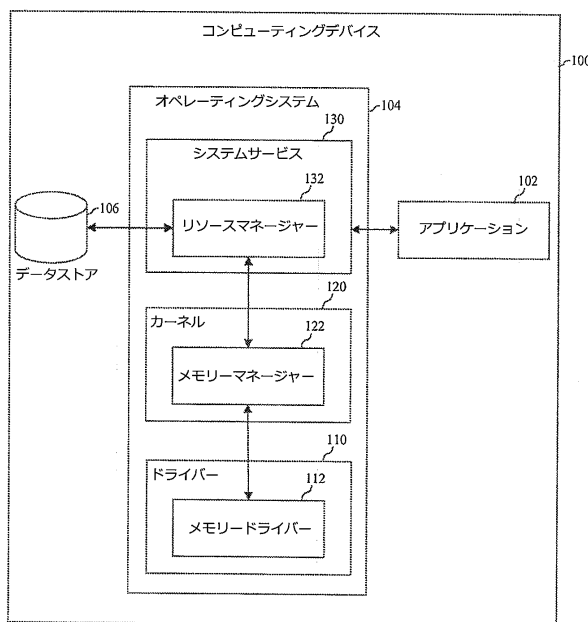 コンピューティングデバイス
100
オペレーティングシステム
104
130
システムサービス
132
リソースマネージャー
106
データストア
102
アプリケーション
120
カーネル
122
メモリーマネージャー
110
ドライバー
112
メモリードライバー